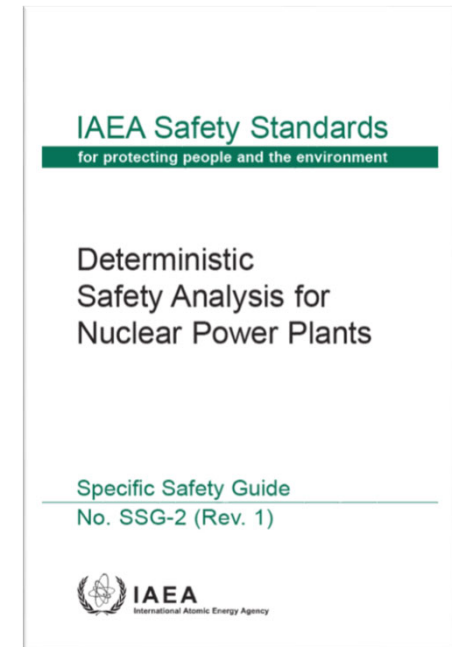 IAEA Safety Standards
for protecting people and the environment
Deterministic
Safety Analysis for
Nuclear Power Plants
Specific Safety Guide
No. SSG-2 (Rev. 1)
IAEA
International Atomic Energy Agency